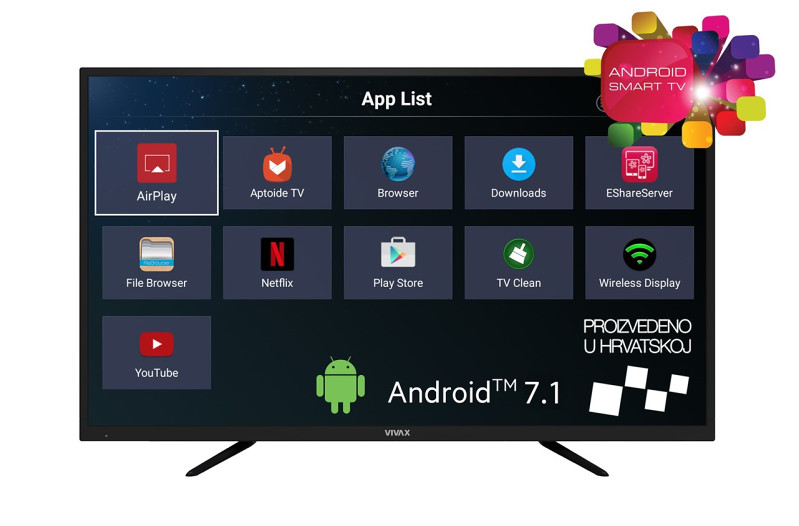 ANDROID
SMART TV
App List
AirPlay
Aptoide TV
Browser
Downloads
EShareServer
File Browser
Netflix
Play Store
TV Clean
Wireless Display
YouTube
PROIZVEDENO
U HRVATSKOJ
Android™ 7.1
VIVAX